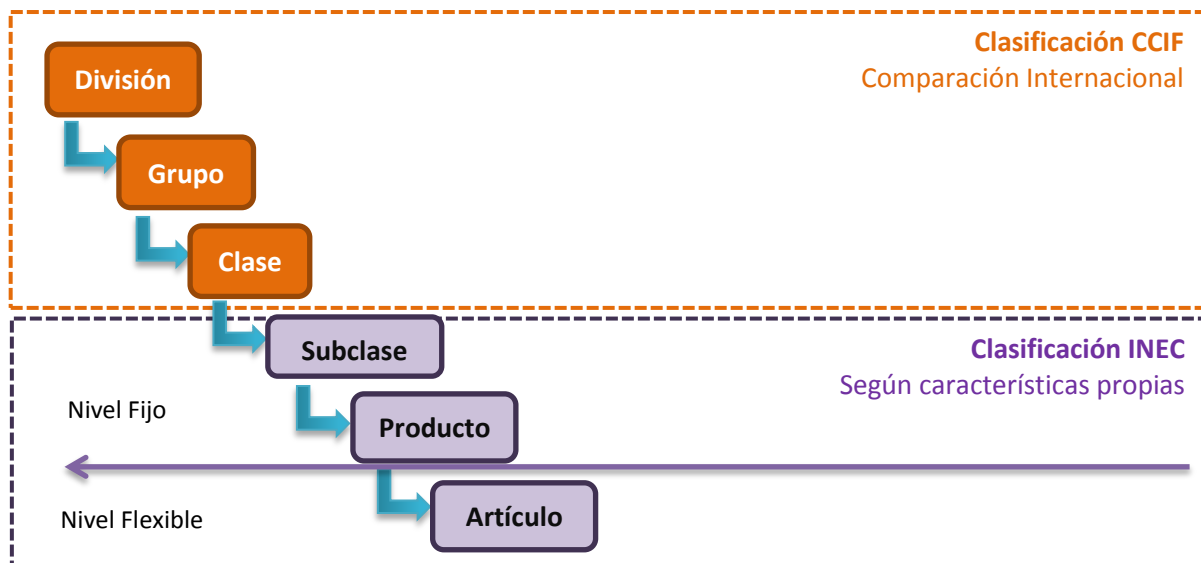 Clasificación CCIF
Comparación Internacional
División
Grupo
Clase
Subclase
Clasificación INEC
Según características propias
Nivel Fijo
Producto
Nivel Flexible
Artículo